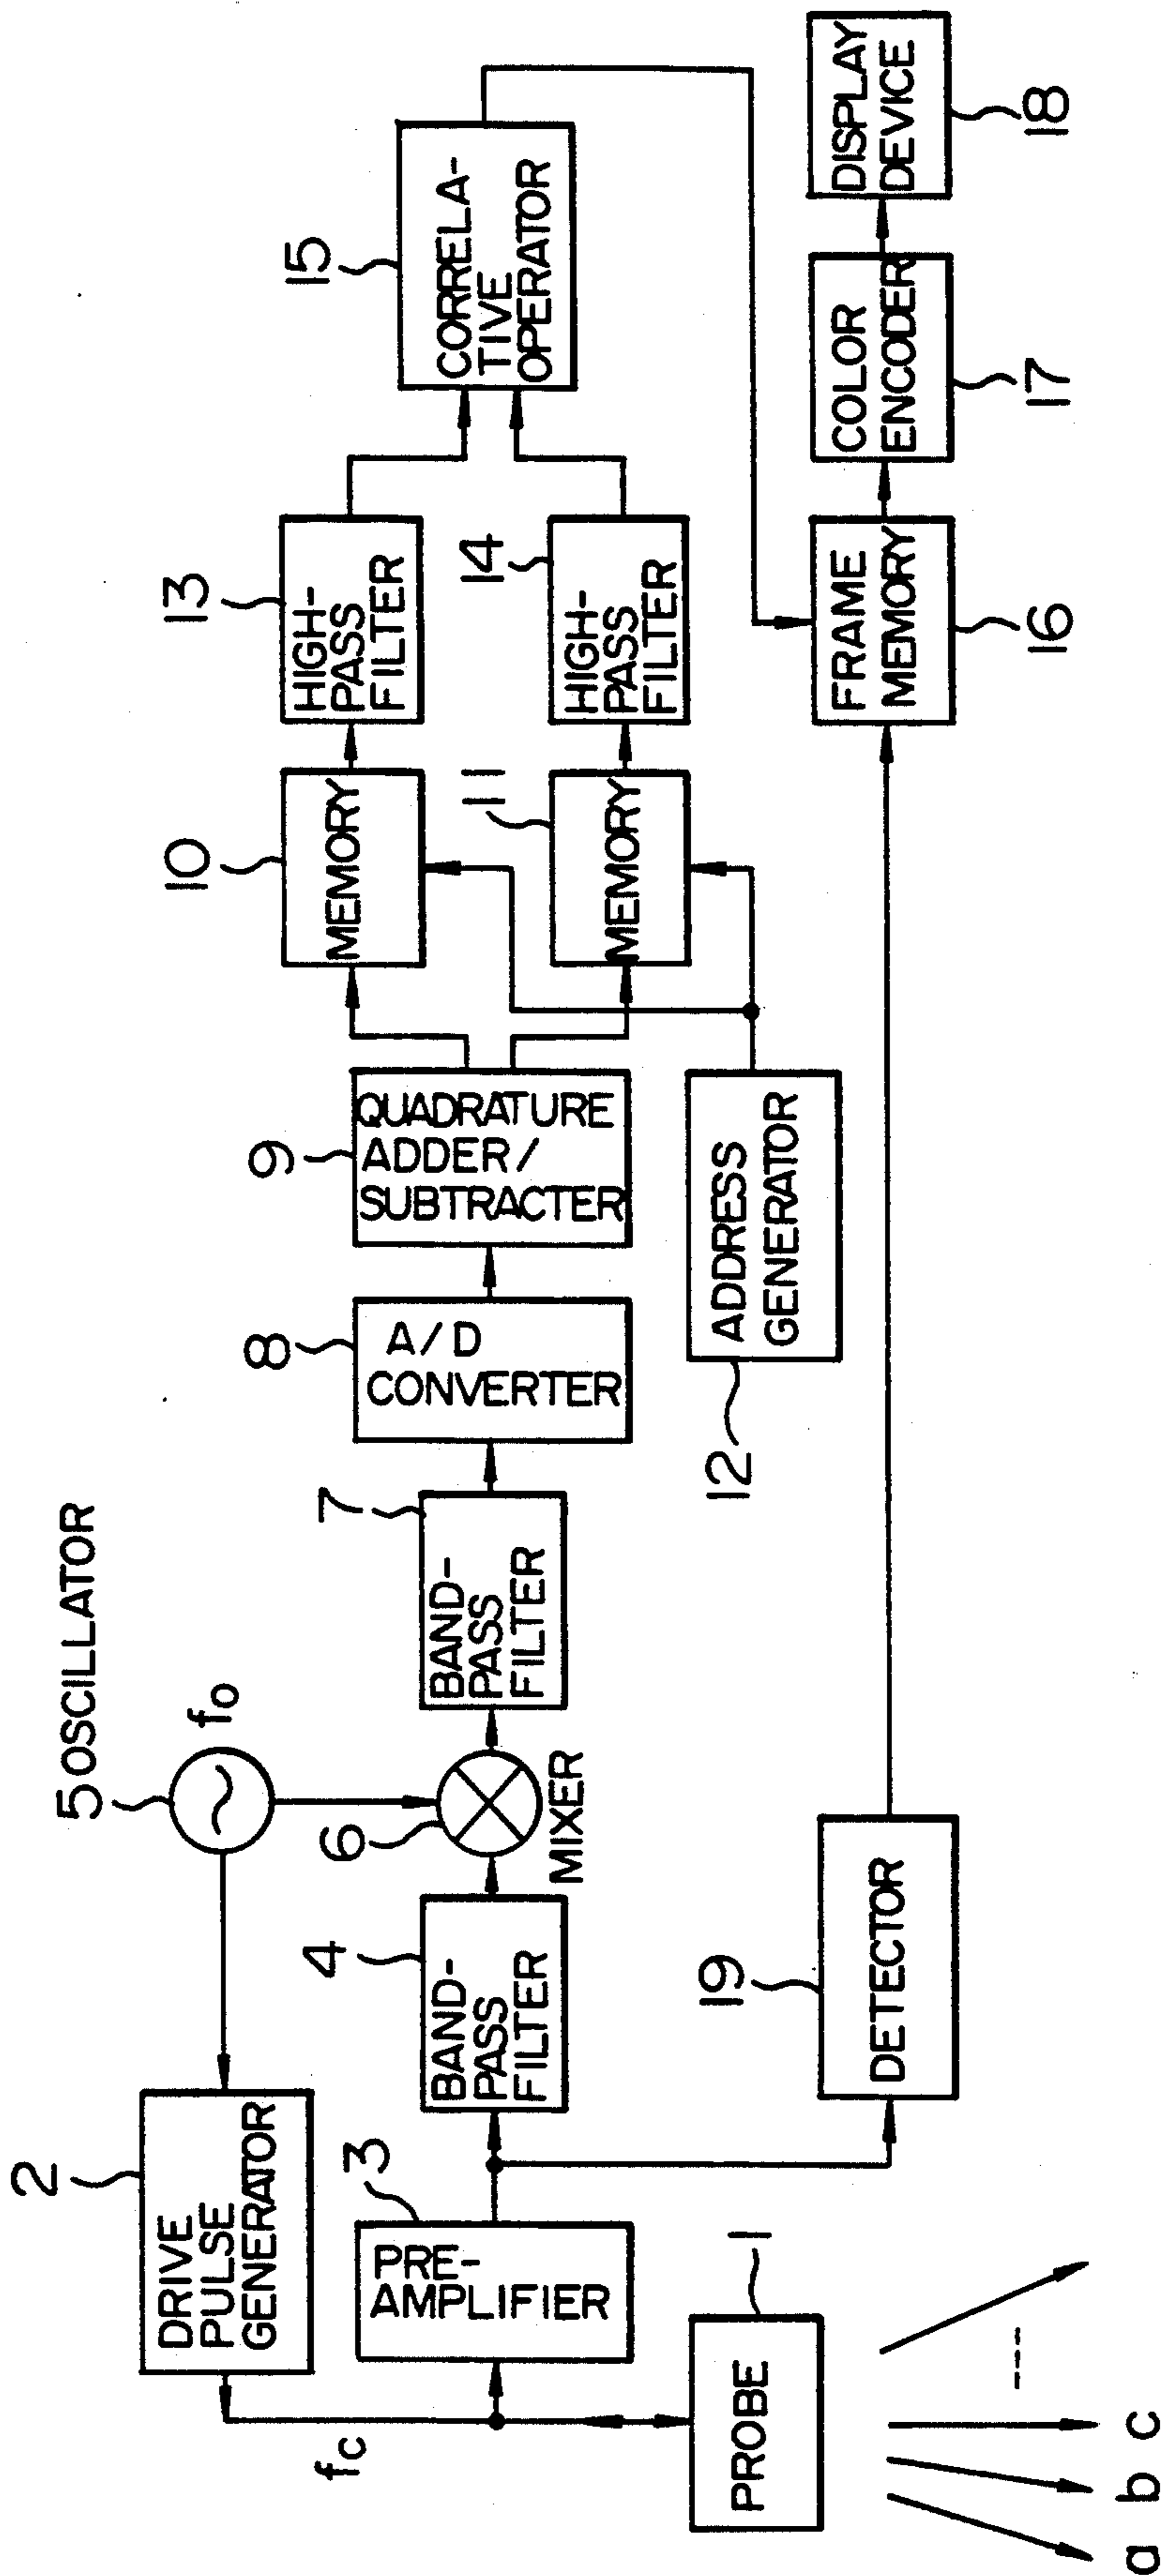 5 OSCILLATOR
fo
2
DRIVE
PULSE
GENERATOR
fc
3
PRE-
AMPLIFIER
4
BAND-
PASS
FILTER
6
MIXER
7
BAND-
PASS
FILTER
8
A/D
CONVERTER
9
QUADRATURE
ADDER/
SUBTRACTER
10
MEMORY
11
MEMORY
13
HIGH-
PASS
FILTER
14
HIGH-
PASS
FILTER
15
CORRELA-
TIVE
OPERATOR
12
ADDRESS
GENERATOR
1
PROBE
a b c
19
DETECTOR
FRAME
MEMORY
16
COLOR
ENCODER
17
DISPLAY
DEVICE
18